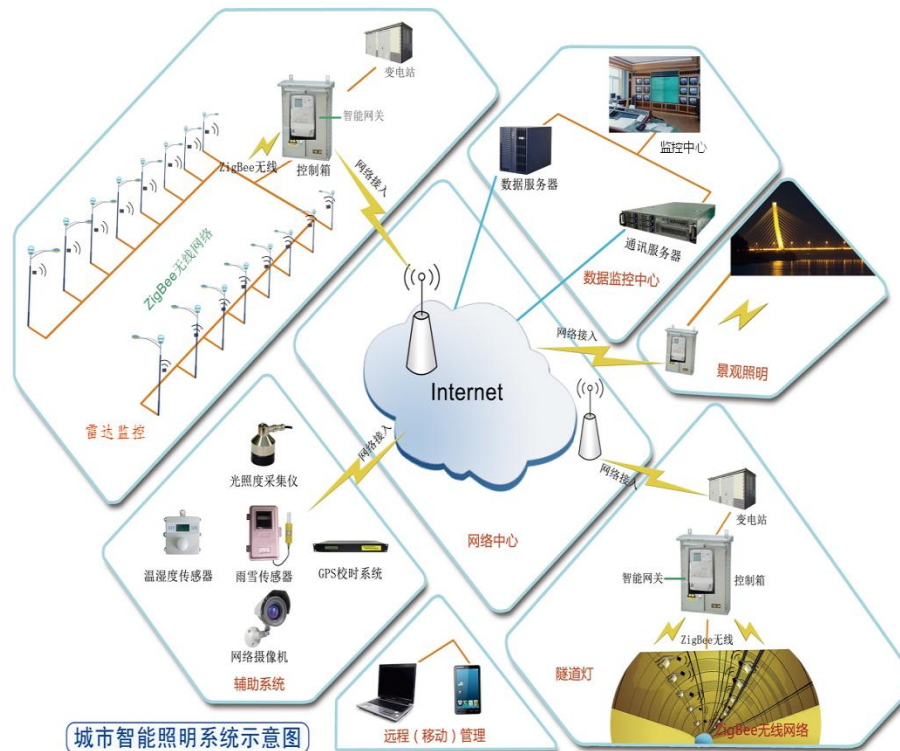 变电站
智能网关
ZigBee无线
控制箱
网络接入
ZigBee无线网络
雷达监控
监控中心
数据服务器
通讯服务器
数据监控中心
网络接入
景观照明
Internet
网络接入
网络接入
网络中心
光照度采集仪
温湿度传感器
雨雪传感器
GPS校时系统
网络摄像机
辅助系统
变电站
智能网关
控制箱
ZigBee无线
隧道灯
ZigBee无线网络
远程（移动）管理
城市智能照明系统示意图